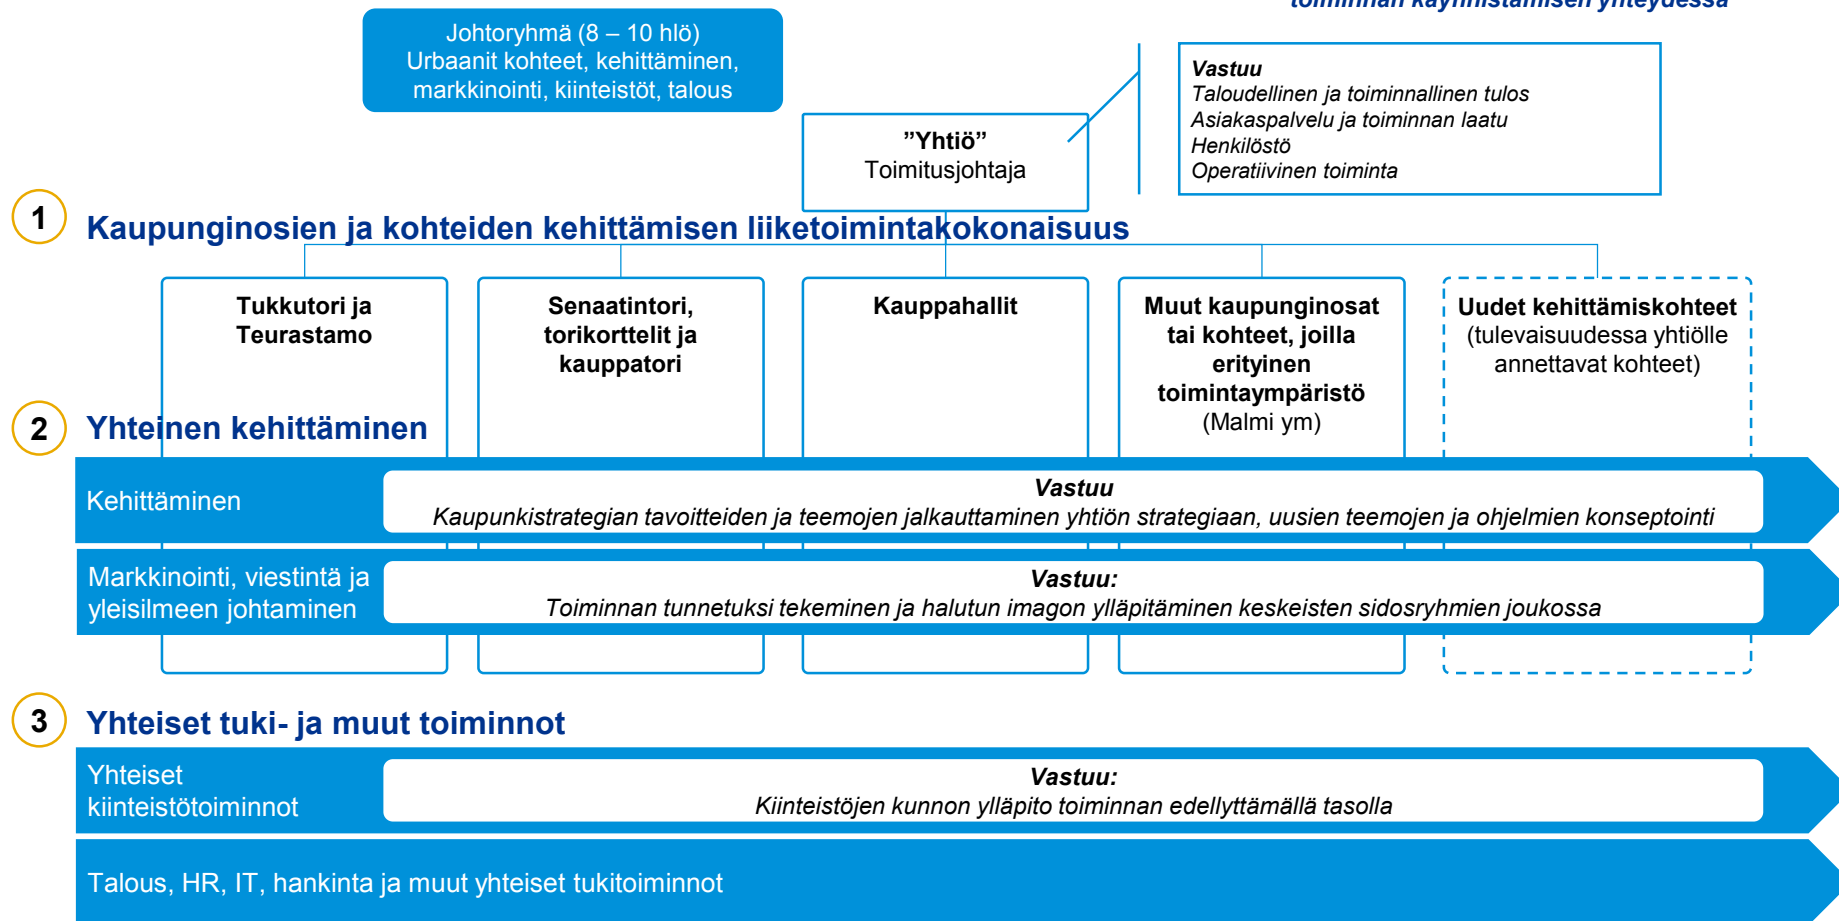 toiminnan käynnistämisen yhteydessä
Johtoryhmä (8 – 10 hlö)
Urbaanit kohteet, kehittäminen,
markkinointi, kiinteistöt, talous
”Yhtiö”
Toimitusjohtaja
Vastuu
Taloudellinen ja toiminnallinen tulos
Asiakaspalvelu ja toiminnan laatu
Henkilöstö
Operatiivinen toiminta
1
Kaupunginosien ja kohteiden kehittämisen liiketoimintakokonaisuus
Tukkutori ja
Teurastamo
Senaatintori,
torikorttelit ja
kauppatori
Kauppahallit
Muut kaupunginosat
tai kohteet, joilla
erityinen
toimintaympäristö
(Malmi ym)
Uudet kehittämiskohteet
(tulevaisuudessa yhtiölle
annettavat kohteet)
2
Yhteinen kehittäminen
Kehittäminen
Vastuu
Kaupunkistrategian tavoitteiden ja teemojen jalkauttaminen yhtiön strategiaan, uusien teemojen ja ohjelmien konseptointi
Markkinointi, viestintä ja
yleisilmeen johtaminen
Vastuu:
Toiminnan tunnetuksi tekeminen ja halutun imagon ylläpitäminen keskeisten sidosryhmien joukossa
3
Yhteiset tuki- ja muut toiminnot
Yhteiset
kiinteistötoiminnot
Vastuu:
Kiinteistöjen kunnon ylläpito toiminnan edellyttämällä tasolla
Talous, HR, IT, hankinta ja muut yhteiset tukitoiminnot